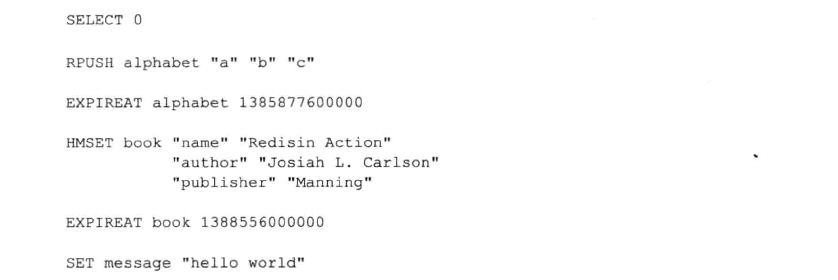 SELECT 0
RPUSH alphabet "a" "b" "c"
EXPIREAT alphabet 1385877600000
HMSET book "name" "Redisin Action"
"author" "Josiah L. Carlson"
"publisher" "Manning"
EXPIREAT book 1388556000000
SET message "hello world"